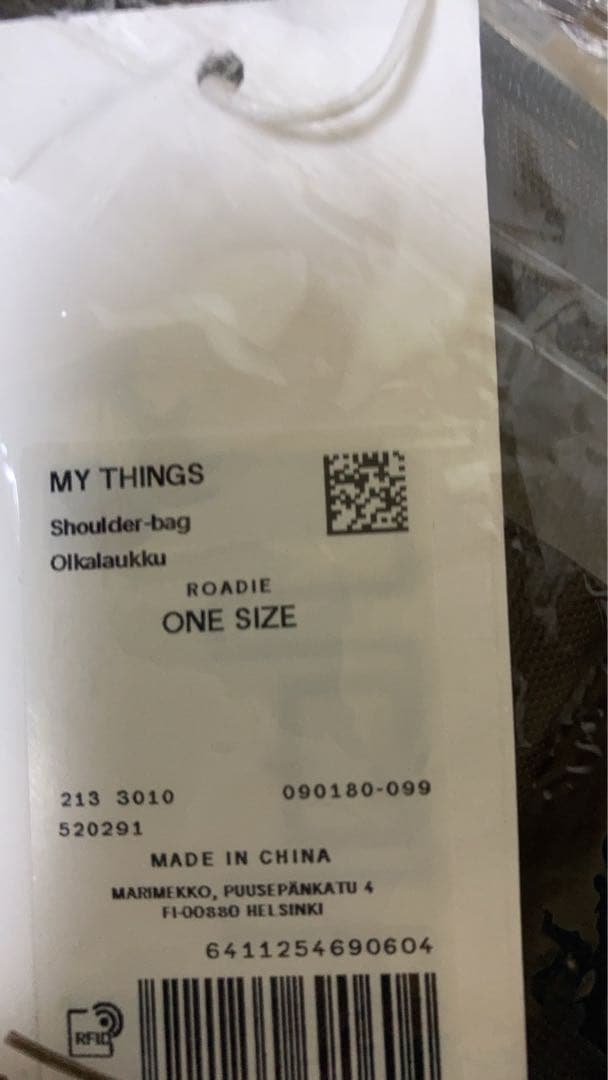 MY THINGS
Shoulder-bag
Olkalaukku
ROADIE
ONE SIZE
213 3010 090180-099
520291
MADE IN CHINA
MARIMEKKO, PUUSEPÄNKATU 4
FI-00880 HELSINKI
6411254690604
RFID